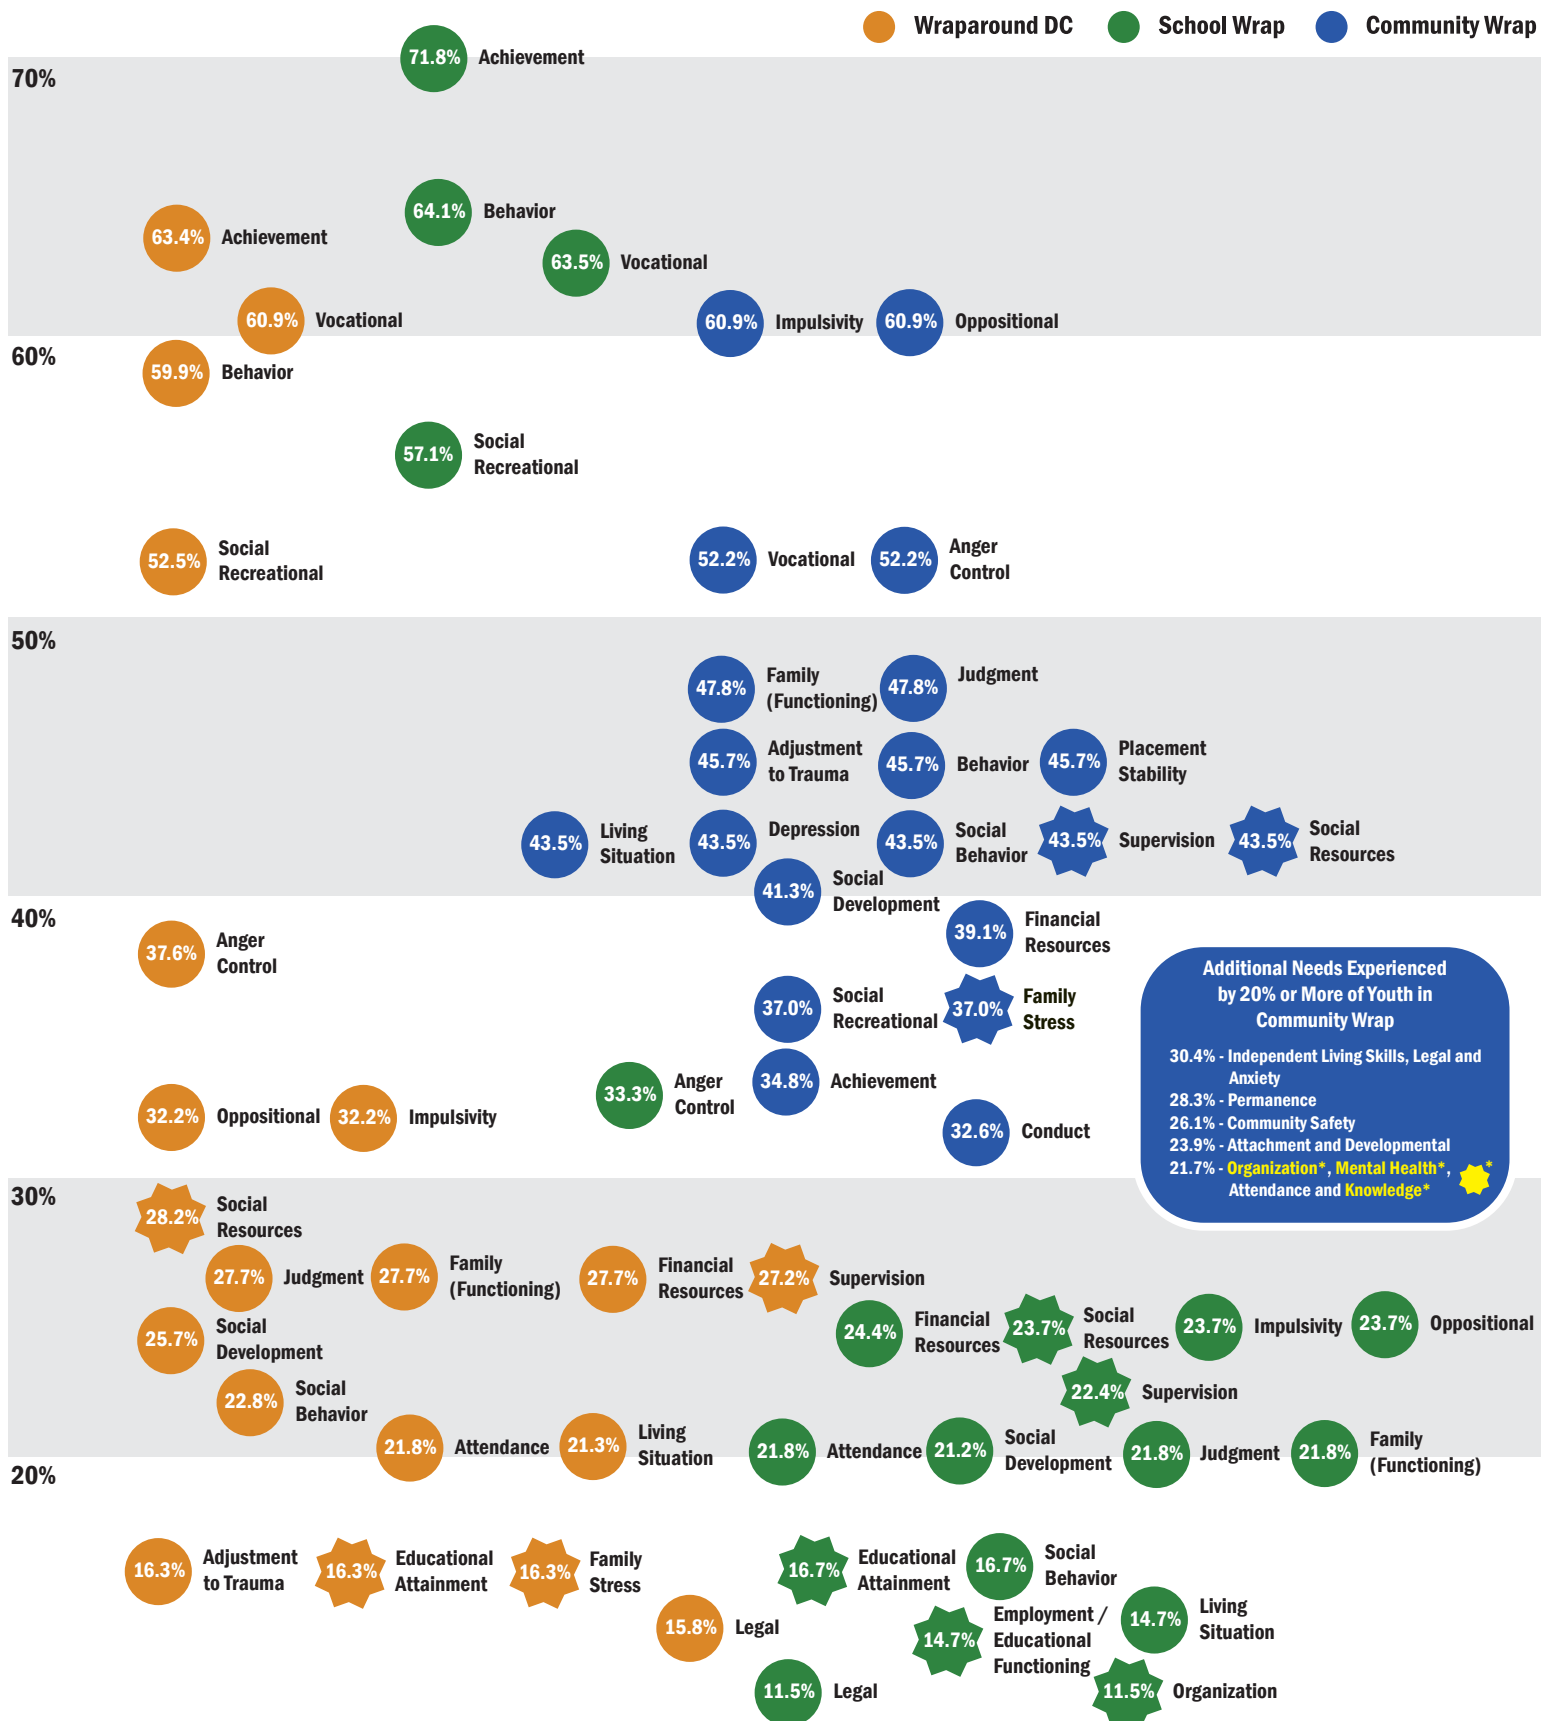 Wraparound DC
School Wrap
Community Wrap
71.8%
Achievement
70%
64.1%
Behavior
63.4%
Achievement
63.5%
Vocational
60.9%
Vocational
60.9%
Impulsivity
60.9%
Oppositional
60%
59.9%
Behavior
57.1%
Social
Recreational
52.5%
Social
Recreational
52.2%
Vocational
52.2%
Anger
Control
50%
47.8%
Family
(Functioning)
47.8%
Judgment
45.7%
Adjustment
to Trauma
45.7%
Behavior
45.7%
Placement
Stability
43.5%
Living
Situation
43.5%
Depression
43.5%
Social
Behavior
43.5%
Supervision
43.5%
Social
Resources
41.3%
Social
Development
40%
39.1%
Financial
Resources
37.6%
Anger
Control
37.0%
Social
Recreational
37.0%
Family
Stress
Additional Needs Experienced
by 20% or More of Youth in
Community Wrap
30.4% - Independent Living Skills, Legal and
Anxiety
28.3% - Permanence
26.1% - Community Safety
23.9% - Attachment and Developmental
21.7% - Organization*, Mental Health*, *
Attendance and Knowledge*
33.3%
Anger
Control
34.8%
Achievement
32.2%
Oppositional
32.2%
Impulsivity
32.6%
Conduct
30%
28.2%
Social
Resources
27.7%
Judgment
27.7%
Family
(Functioning)
27.7%
Financial
Resources
27.2%
Supervision
25.7%
Social
Development
24.4%
Financial
Resources
23.7%
Social
Resources
23.7%
Impulsivity
23.7%
Oppositional
22.8%
Social
Behavior
22.4%
Supervision
21.8%
Attendance
21.3%
Living
Situation
21.8%
Attendance
21.2%
Social
Development
21.8%
Judgment
21.8%
Family
(Functioning)
20%
16.3%
Adjustment
to Trauma
16.3%
Educational
Attainment
16.3%
Family
Stress
16.7%
Educational
Attainment
16.7%
Social
Behavior
15.8%
Legal
14.7%
Employment /
Educational
Functioning
14.7%
Living
Situation
11.5%
Legal
11.5%
Organization